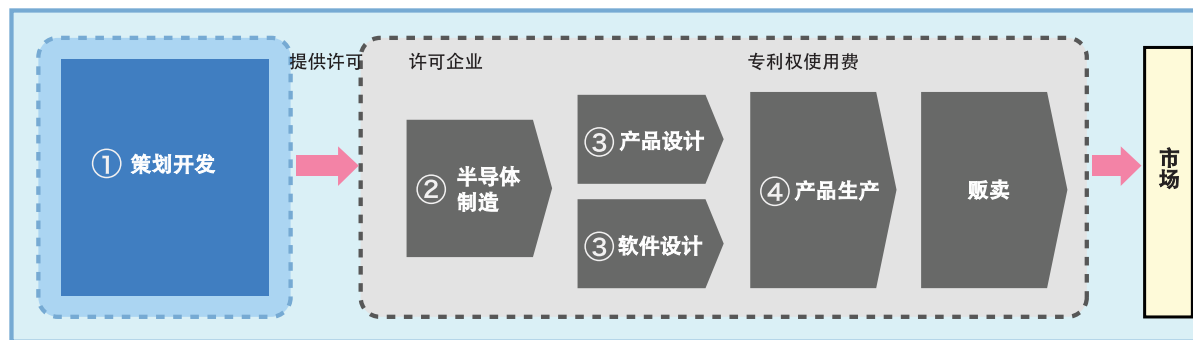 提供许可
许可企业
专利权使用费
① 策划开发
② 半导体
制造
③ 产品设计
③ 软件设计
④ 产品生产
贩卖
市场